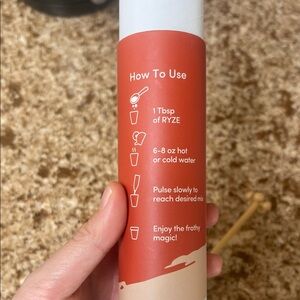 How To Use
1 Tbsp
of RYZE
6-8 oz hot
or cold water
Pulse slowly to
reach desired mix
Enjoy the frothy
magic!